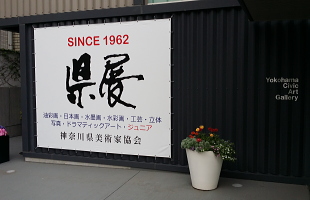 SINCE 1962
県展
油彩画・日本画・水墨画・水彩画・工芸・立体
写真・ドラマティックアート・ジュニア
神奈川県美術家協会
Yokohama
Civic
Art
Gallery